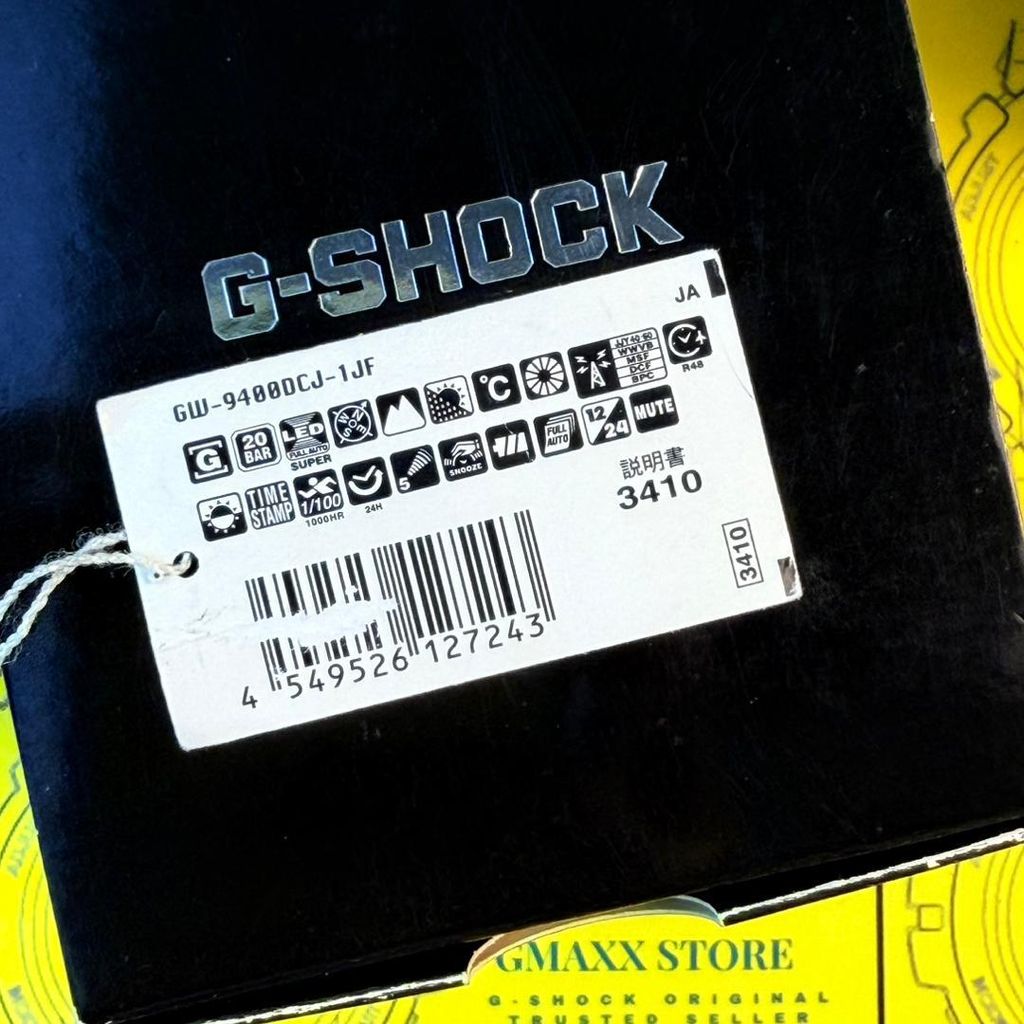 G-SHOCK
JA
GW-9400DCJ-1JF
G
20 BAR
LED
FULL AUTO
SUPER
N
E
S
W
°C
JJY40·60
WWVB
MSF
DCF
BPC
4
R48
TIME STAMP
1/100
1000HR
24H
5
SNOOZE
FULL AUTO
12/24
MUTE
説明書
3410
3410
4 549526 127243
ADJUST
GMAXX STORE
G-SHOCK ORIGINAL
TRUSTED SELLER